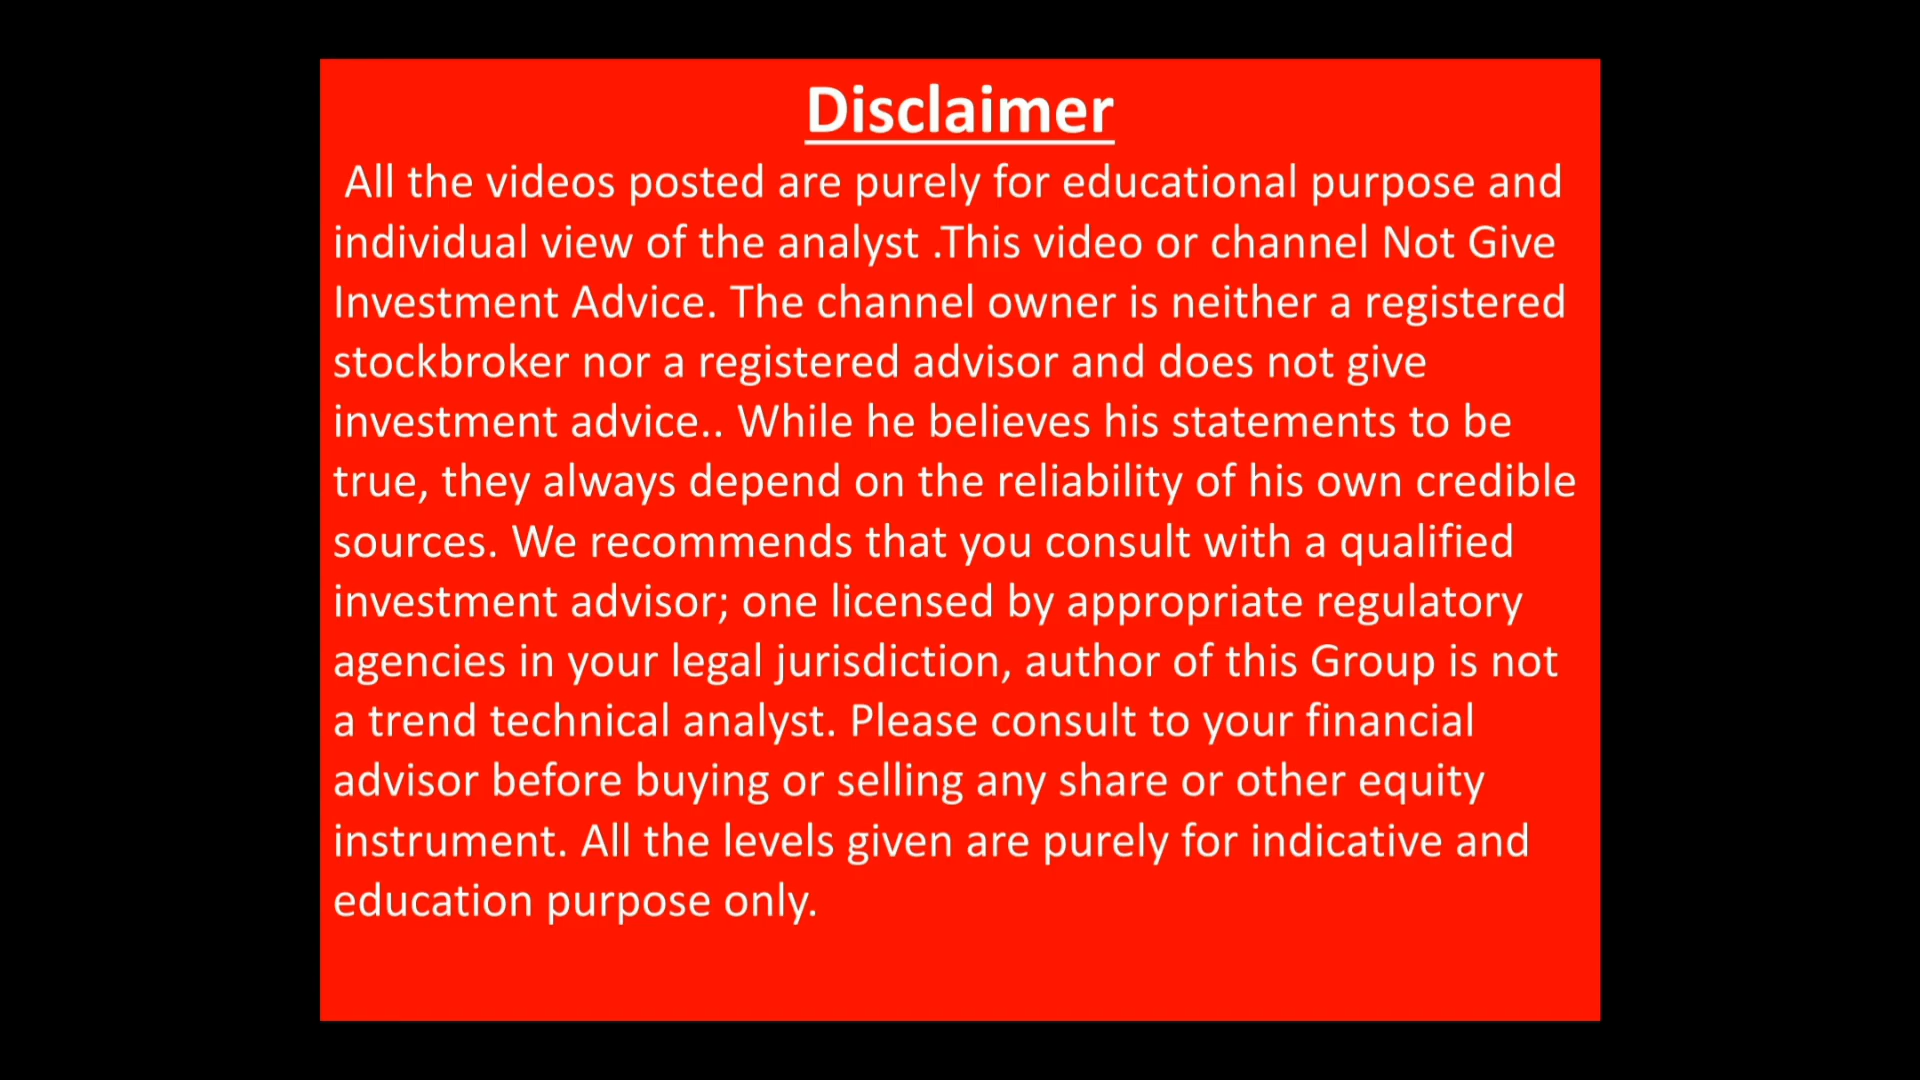 Disclaimer
All the videos posted are purely for educational purpose and
individual view of the analyst .This video or channel Not Give
Investment Advice. The channel owner is neither a registered
stockbroker nor a registered advisor and does not give
investment advice.. While he believes his statements to be
true, they always depend on the reliability of his own credible
sources. We recommends that you consult with a qualified
investment advisor; one licensed by appropriate regulatory
agencies in your legal jurisdiction, author of this Group is not
a trend technical analyst. Please consult to your financial
advisor before buying or selling any share or other equity
instrument. All the levels given are purely for indicative and
education purpose only.